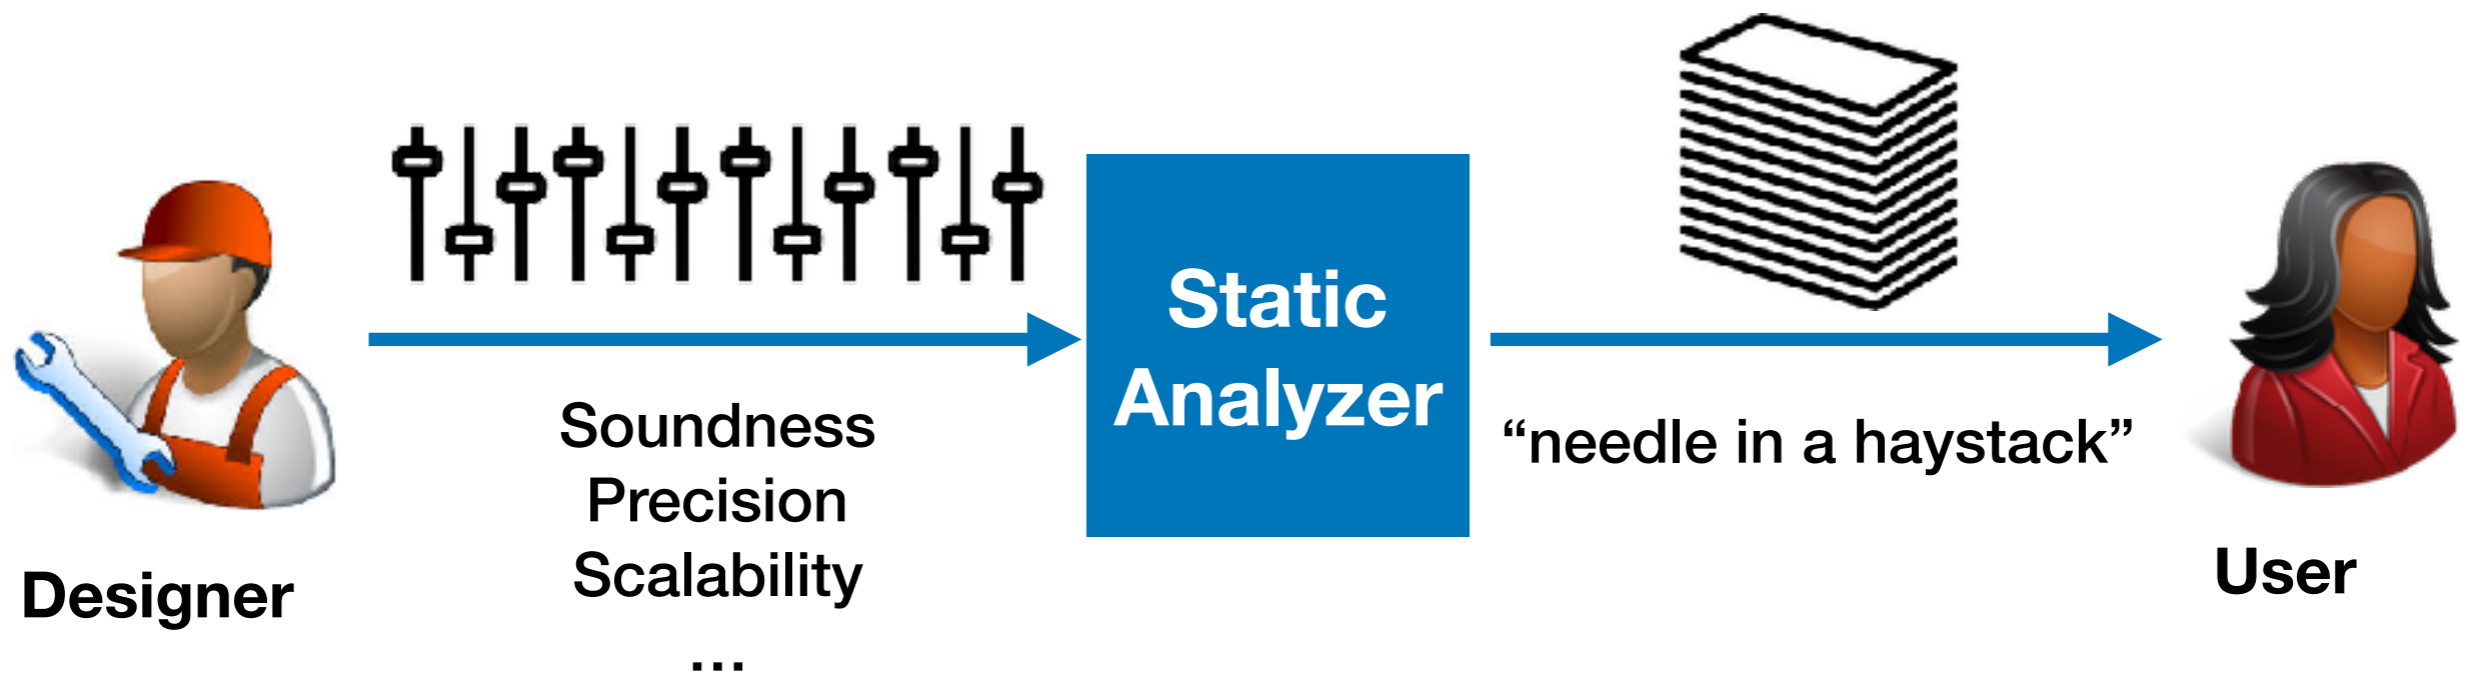 Designer
Soundness
Precision
Scalability
...
Static
Analyzer
“needle in a haystack”
User